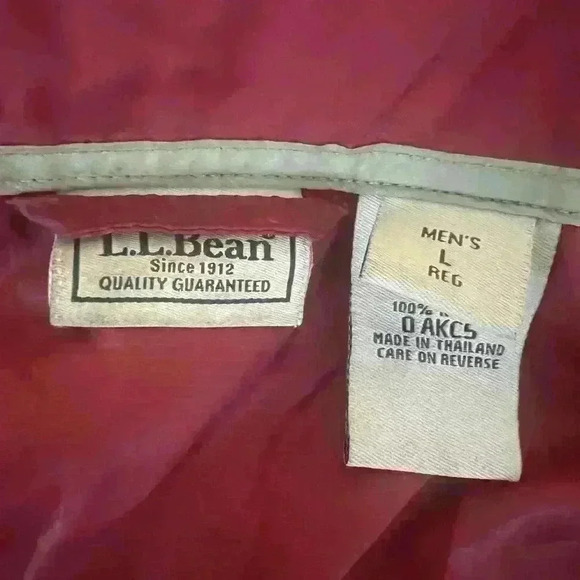 L.L.Bean
Since 1912
QUALITY GUARANTEED
MEN'S
L
REG
100%
0 AKC5
MADE IN THAILAND
CARE ON REVERSE